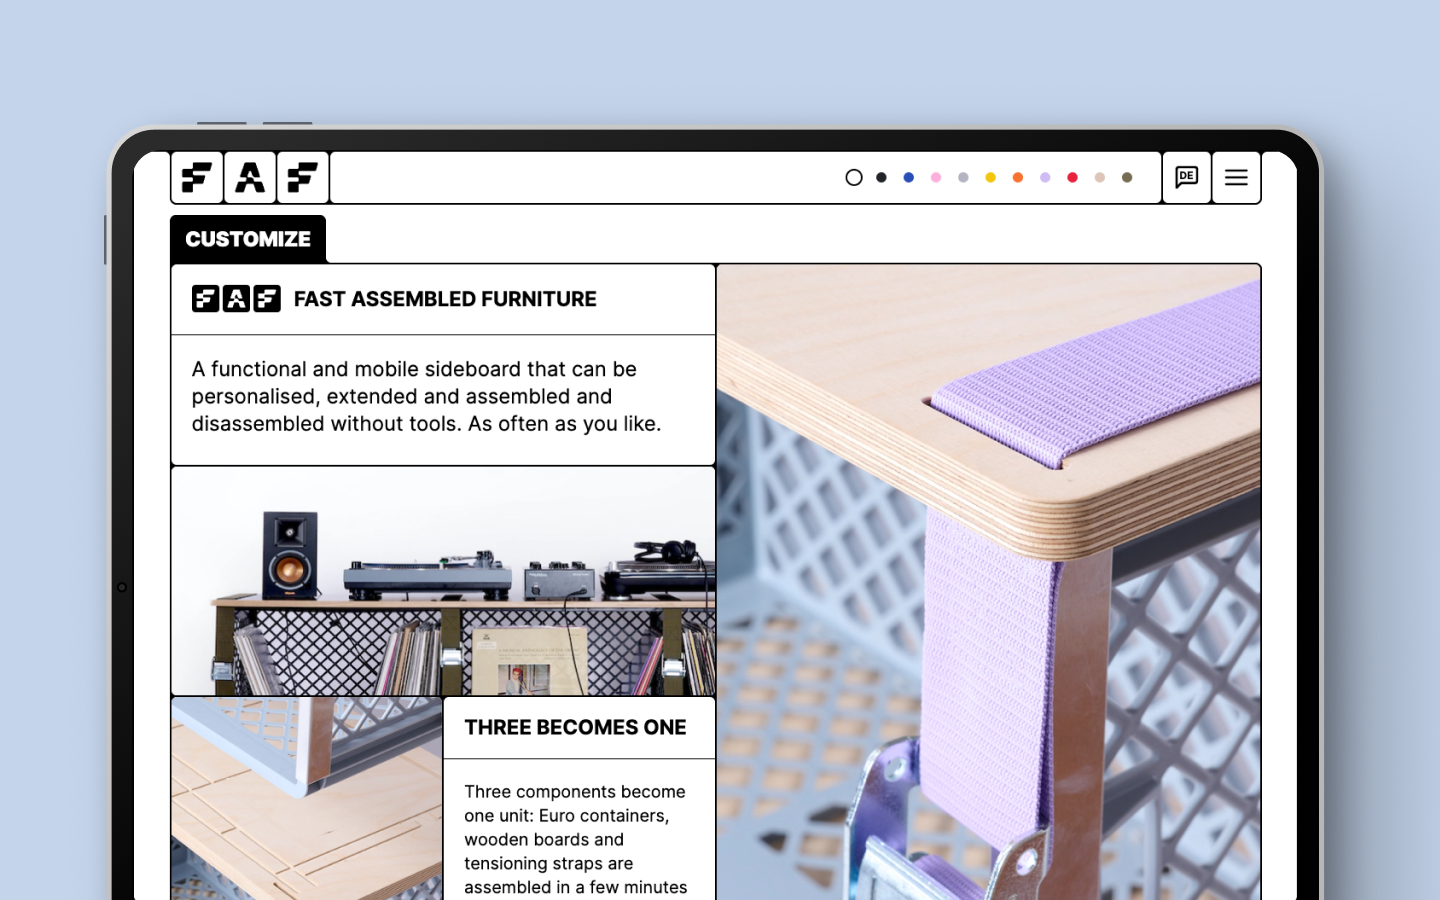 FAF
DE
CUSTOMIZE
FAF FAST ASSEMBLED FURNITURE
A functional and mobile sideboard that can be
personalised, extended and assembled and
disassembled without tools. As often as you like.
THREE BECOMES ONE
Three components become
one unit: Euro containers,
wooden boards and
tensioning straps are
assembled in a few minutes